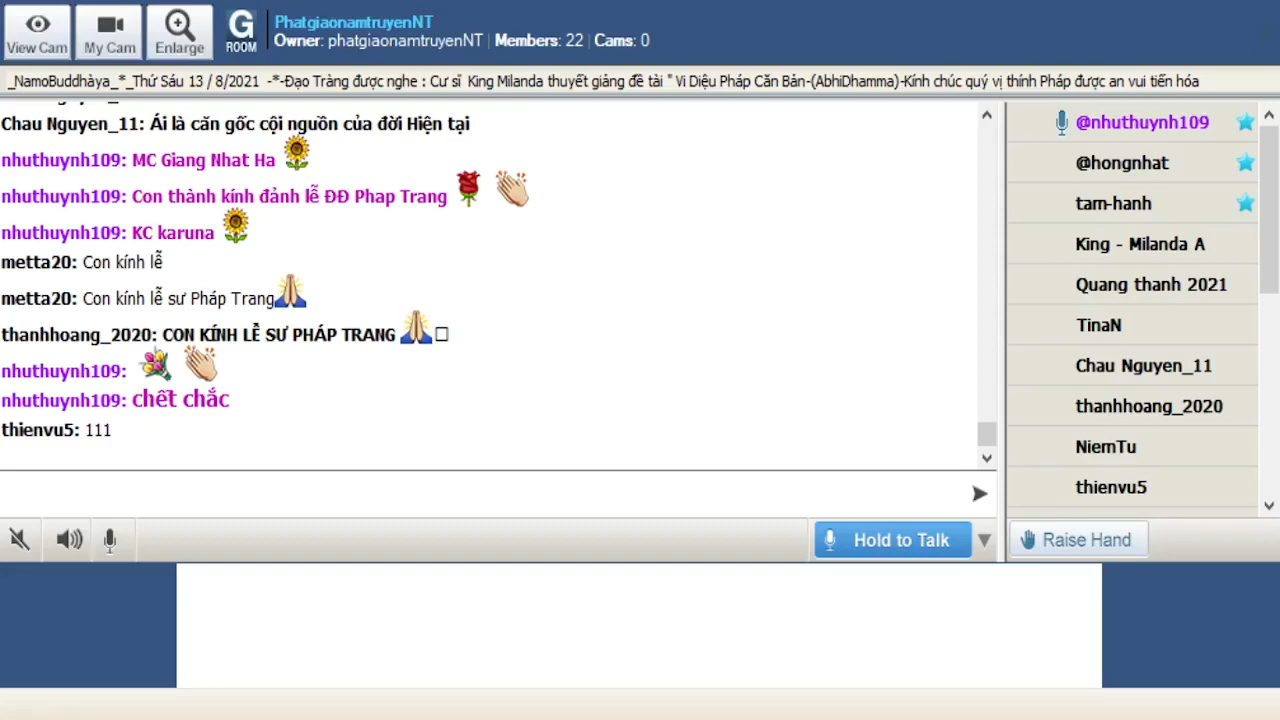 View Cam
My Cam
Enlarge
G
ROOM
PhatgiaonamtruyenNT
Owner: phatgiaonamtruyenNT | Members: 22 | Cams: 0
_NamoBuddhàya_*_Thứ Sáu 13 / 8/2021 -*-Đạo Tràng được nghe : Cư sĩ King Milanda thuyết giảng đề tài " Vi Diệu Pháp Căn Bản-(AbhiDhamma)-Kính chúc quý vị thính Pháp được an vui tiến hóa
Chau Nguyen_11: Ái là căn gốc cội nguồn của đời Hiện tại
nhuthuynh109: MC Giang Nhat Ha
nhuthuynh109: Con thành kính đảnh lễ ĐĐ Phap Trang
nhuthuynh109: KC karuna
metta20: Con kính lễ
metta20: Con kính lễ sư Pháp Trang
thanhhoang_2020: CON KÍNH LỄ SƯ PHÁP TRANG
nhuthuynh109:
nhuthuynh109: chết chắc
thienvu5: 111
@nhuthuynh109
@hongnhat
tam-hanh
King - Milanda A
Quang thanh 2021
TinaN
Chau Nguyen_11
thanhhoang_2020
NiemTu
thienvu5
Hold to Talk
Raise Hand